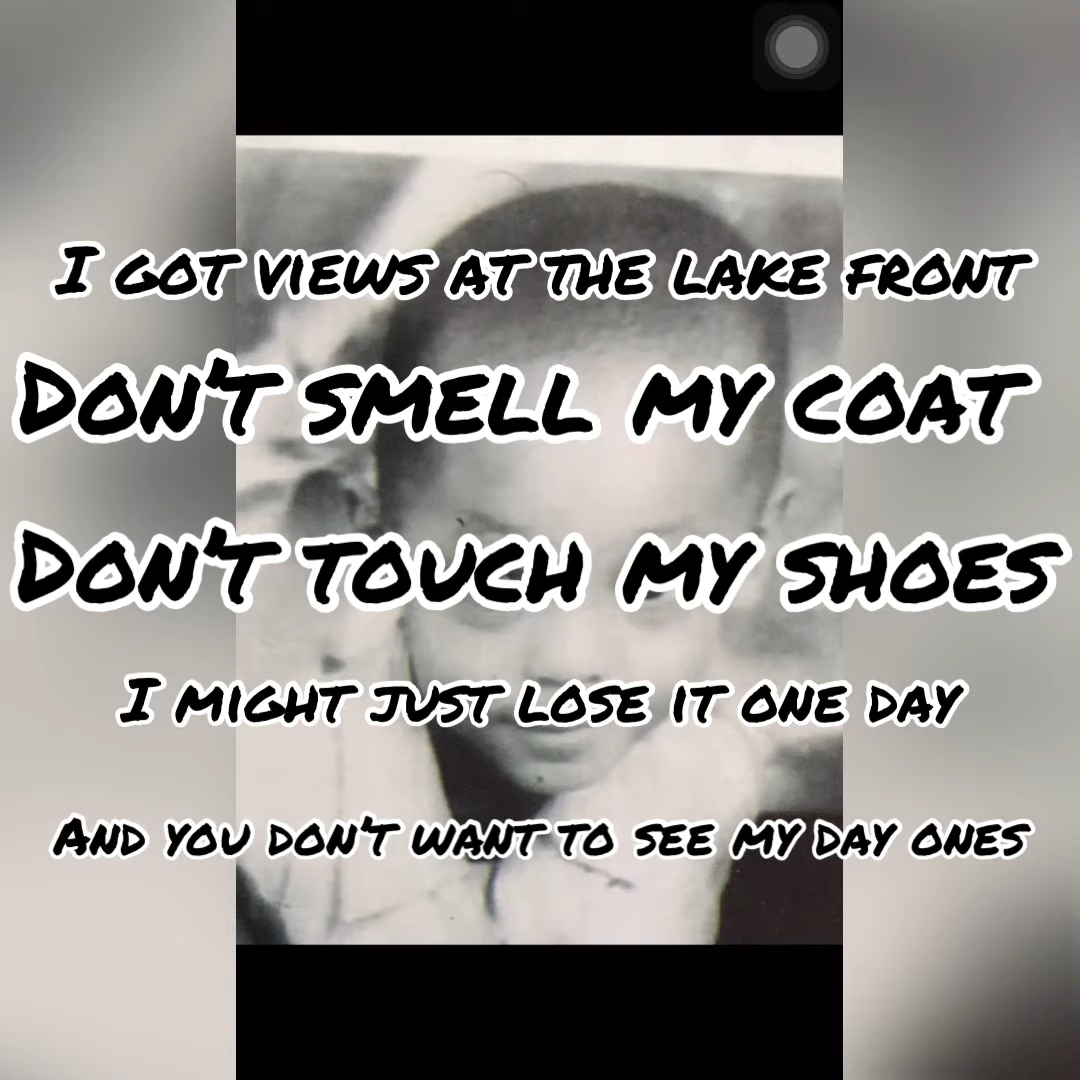 I got views at the lake front
Don't smell my coat
Don't touch my shoes
I might just lose it one day
And you don't want to see my day ones